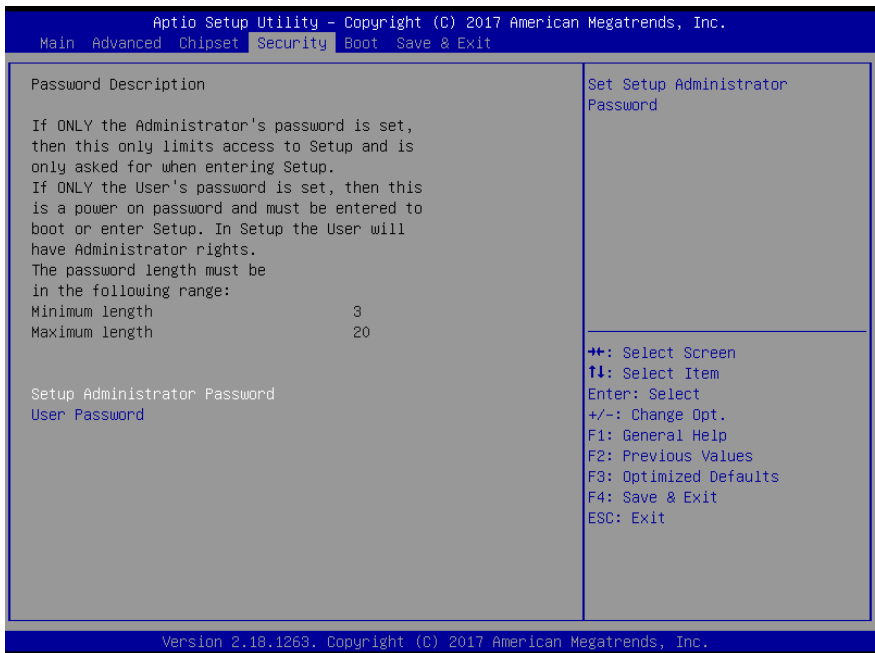 Aptio Setup Utility – Copyright (C) 2017 American Megatrends, Inc.
Main Advanced Chipset Security Boot Save & Exit
Password Description
If ONLY the Administrator's password is set,
then this only limits access to Setup and is
only asked for when entering Setup.
If ONLY the User's password is set, then this
is a power on password and must be entered to
boot or enter Setup. In Setup the User will
have Administrator rights.
The password length must be
in the following range:
Minimum length 3
Maximum length 20
Setup Administrator Password
User Password
Set Setup Administrator
Password
→←: Select Screen
↑↓: Select Item
Enter: Select
+/-: Change Opt.
F1: General Help
F2: Previous Values
F3: Optimized Defaults
F4: Save & Exit
ESC: Exit
Version 2.18.1263. Copyright (C) 2017 American Megatrends, Inc.